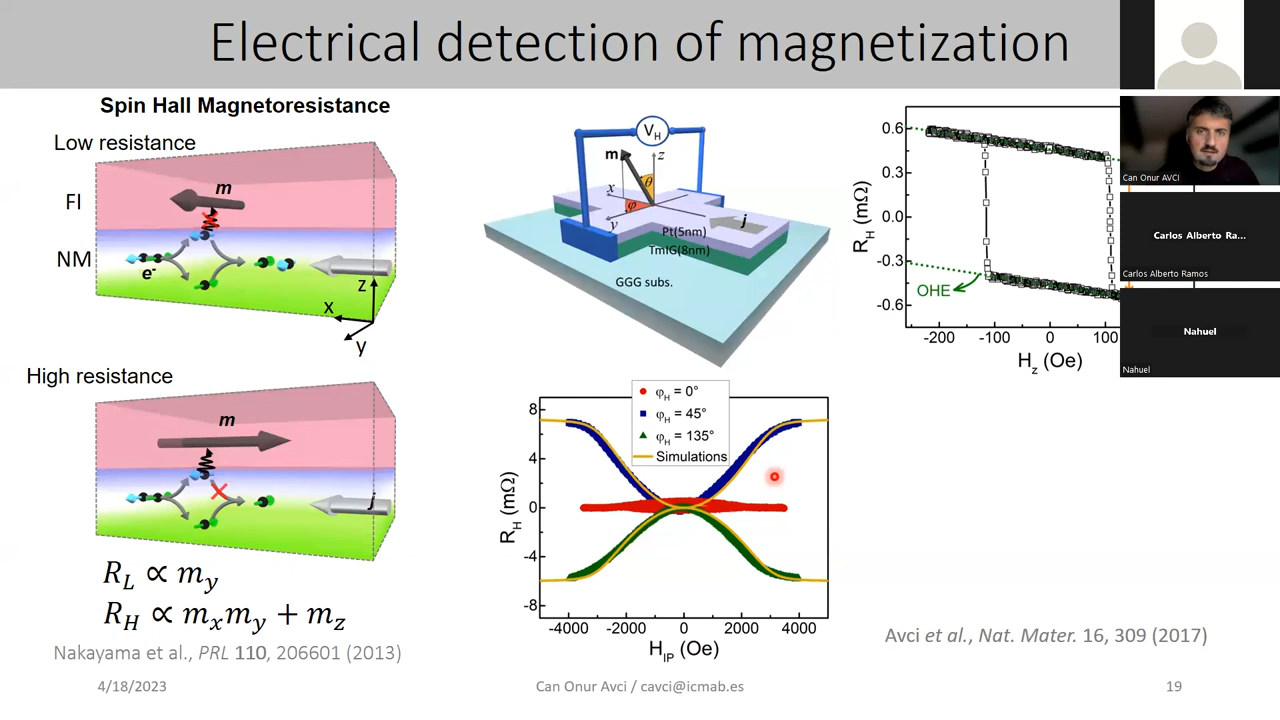 Electrical detection of magnetization
Spin Hall Magnetoresistance
Low resistance
FI
m
NM
e-
z
x
y
High resistance
m
j
R_L ∝ m_y
R_H ∝ m_x m_y + m_z
Nakayama et al., PRL 110, 206601 (2013)
V_H
m
z
θ
x
φ
y
j
Pt(5nm)
TmIG(8nm)
GGG subs.
φ_H = 0°
φ_H = 45°
φ_H = 135°
Simulations
8
4
0
-4
-8
R_H (mΩ)
-4000 -2000 0 2000 4000
H_IP (Oe)
0.6
0.3
0.0
-0.3
-0.6
R_H (mΩ)
OHE
-200 -100 0 100
H_z (Oe)
Avci et al., Nat. Mater. 16, 309 (2017)
4/18/2023
Can Onur Avci / cavci@icmab.es
19
Can Onur AVCI
Carlos Alberto Ra...
Carlos Alberto Ramos
Nahuel
Nahuel